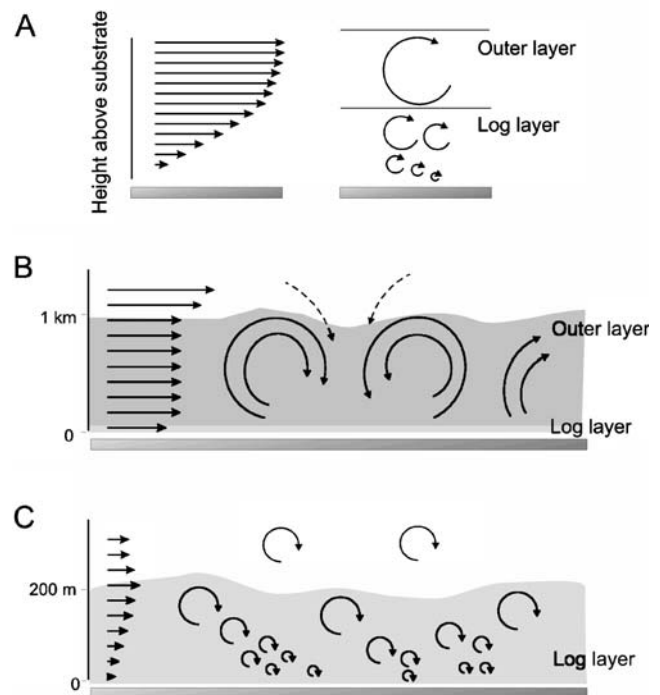 A
Height above substrate
Outer layer
Log layer
B
1 km
Outer layer
0
Log layer
C
200 m
Log layer
0